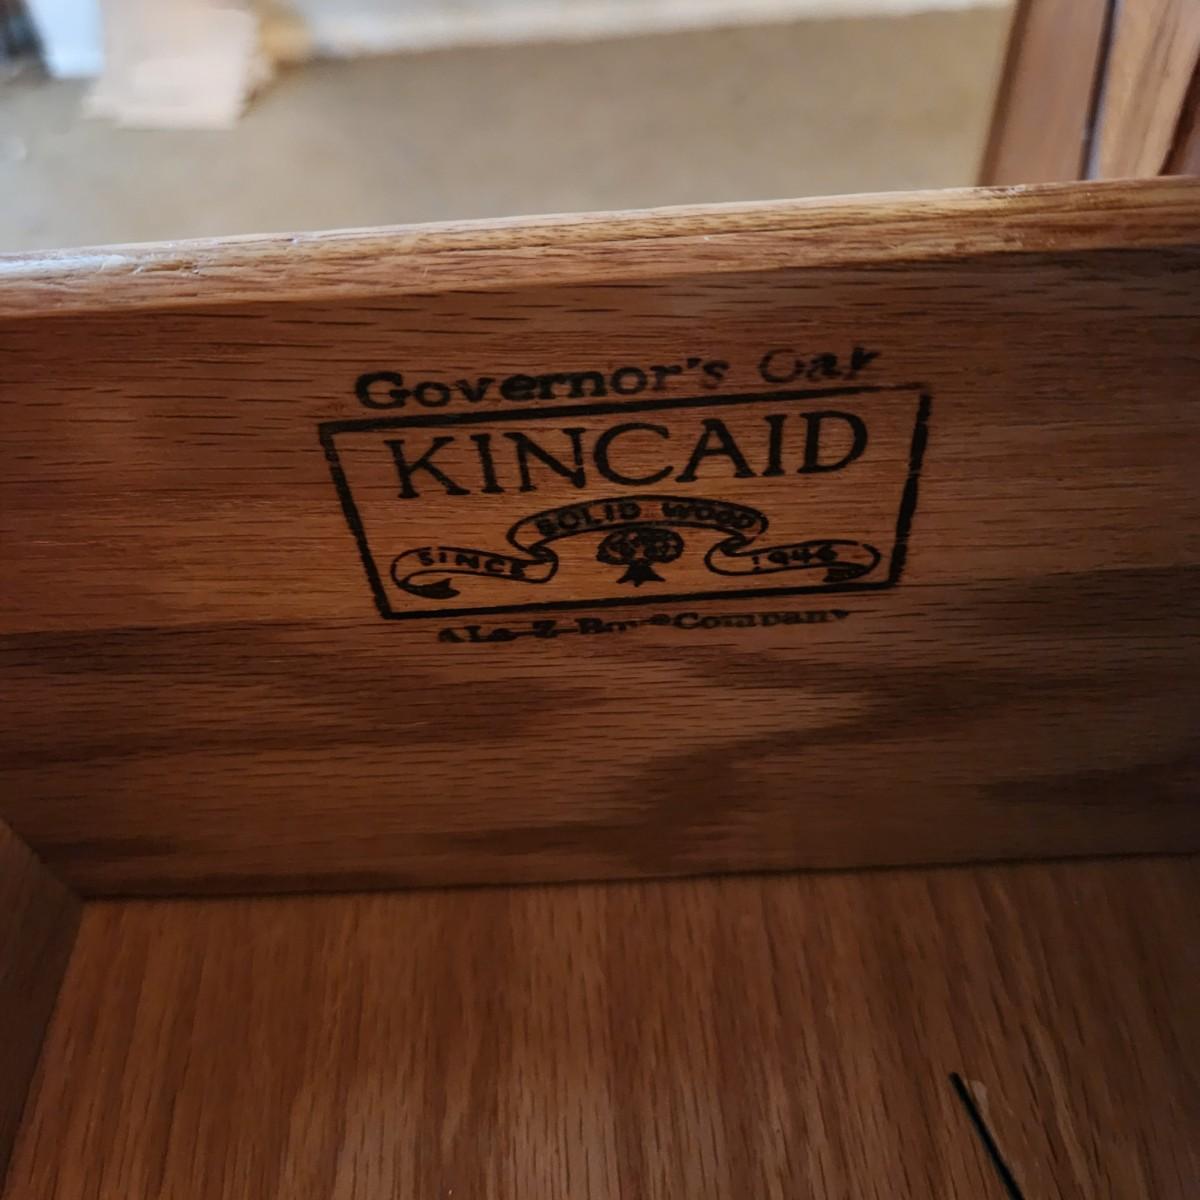 Governor's Oak
KINCAID
SOLID WOOD
SINCE 1946
A La-Z-Boy® Company